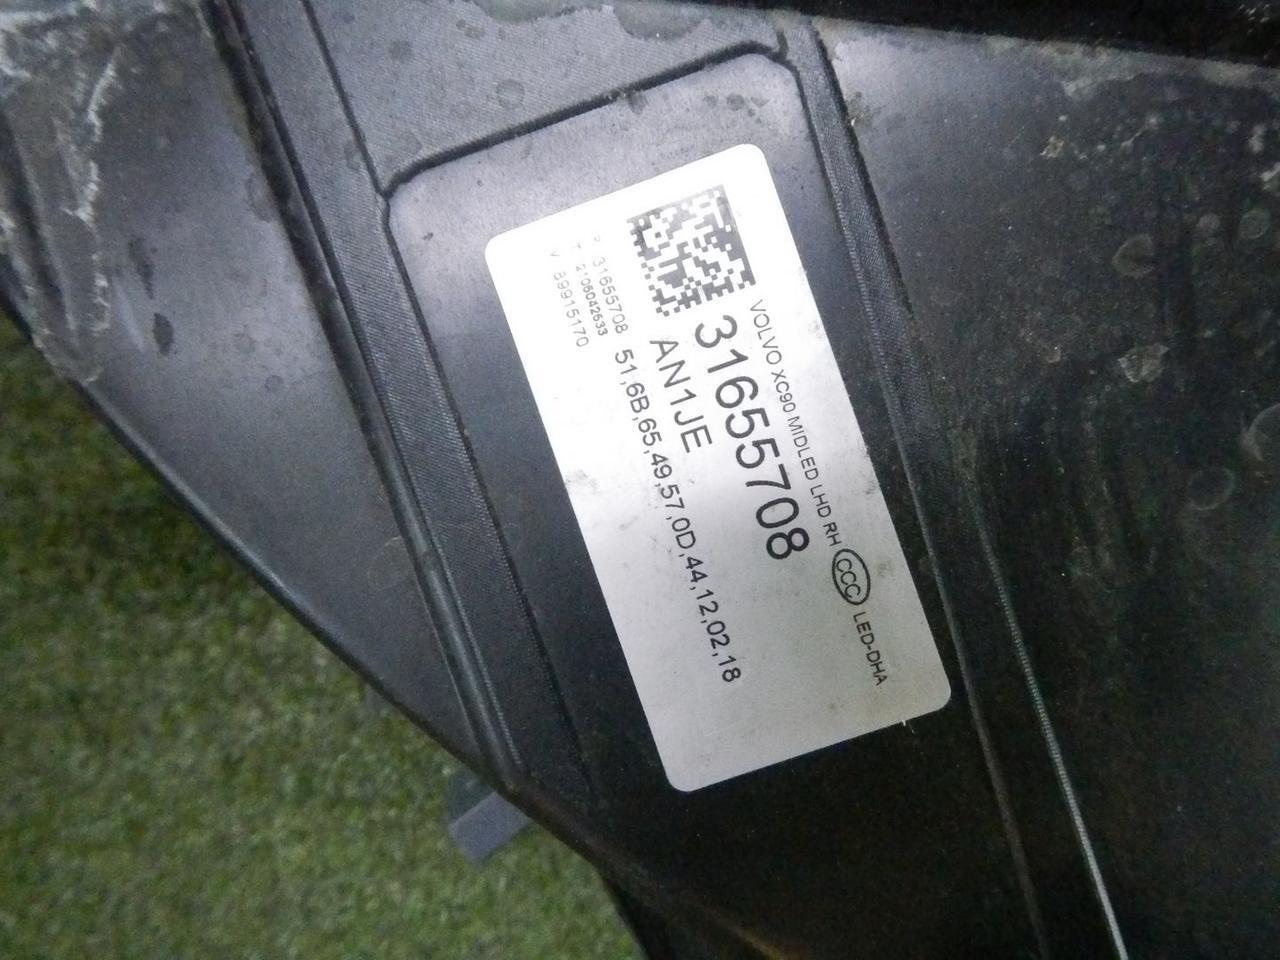 VOLVO XC90 MIDLED LHD RH CCC LED-DHA
31655708
AN1JE
51,6B,65,49,57,0D,44,12,02,18
P 31655708
T 2106042533
V 89915170